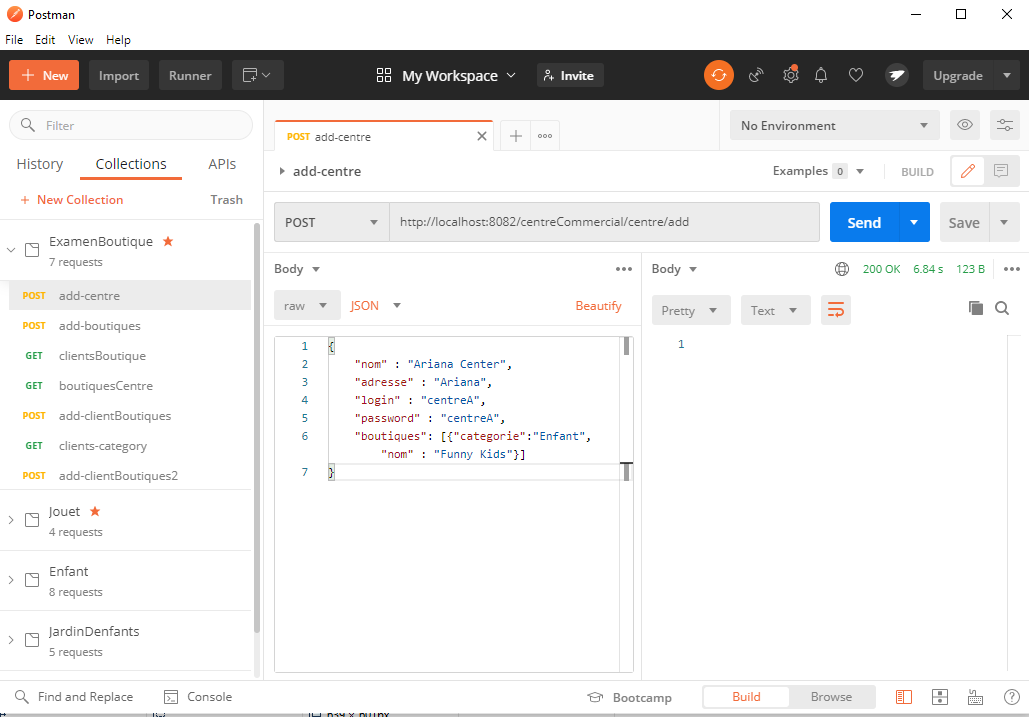 Postman
File Edit View Help
+ New Import Runner My Workspace Invite Upgrade
Filter
History Collections APIs
+ New Collection Trash
ExamenBoutique
7 requests
POST add-centre
POST add-boutiques
GET clientsBoutique
GET boutiquesCentre
POST add-clientBoutiques
GET clients-category
POST add-clientBoutiques2
Jouet
4 requests
Enfant
8 requests
JardinDenfants
5 requests
POST add-centre
No Environment
add-centre
Examples 0 BUILD
POST http://localhost:8082/centreCommercial/centre/add Send Save
Body
raw JSON Beautify
1 {
2 "nom" : "Ariana Center",
3 "adresse" : "Ariana",
4 "login" : "centreA",
5 "password" : "centreA",
6 "boutiques": [{"categorie":"Enfant",
"nom" : "Funny Kids"}]
7 }
Body 200 OK 6.84 s 123 B
Pretty Text
1
Find and Replace Console Bootcamp Build Browse